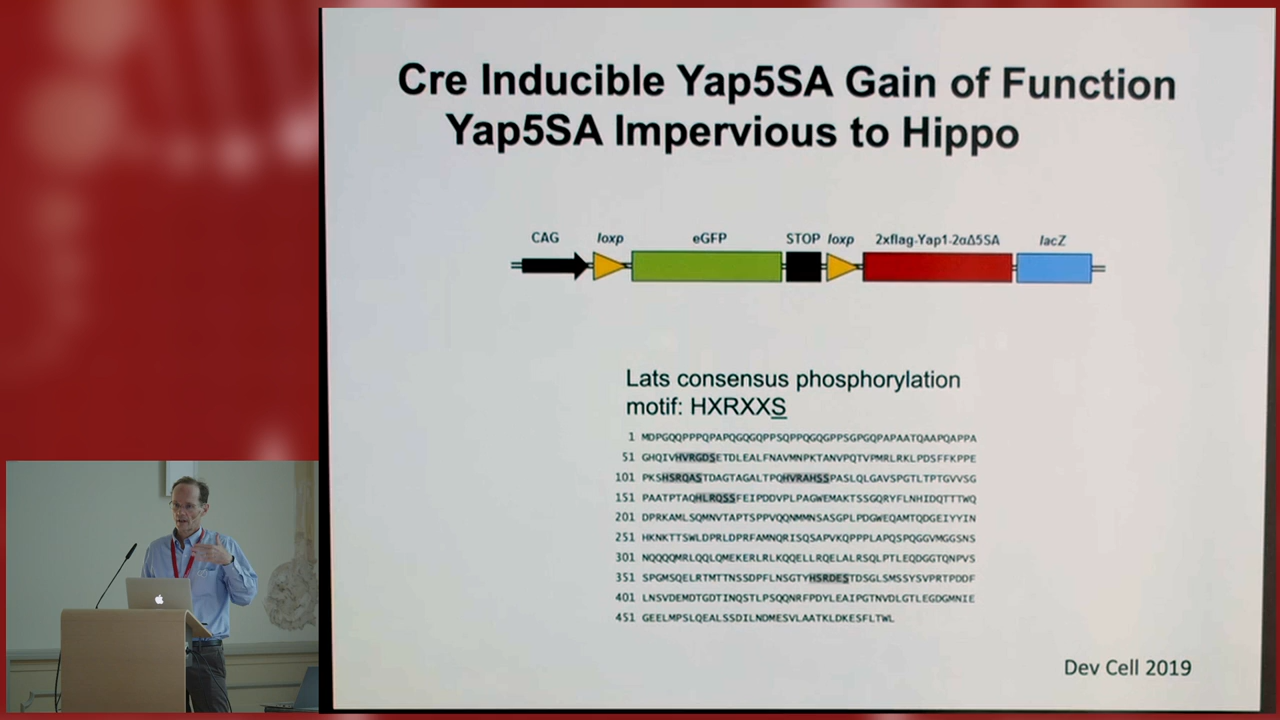 Cre Inducible Yap5SA Gain of Function
Yap5SA Impervious to Hippo
CAG loxp eGFP STOP loxp 2xflag-Yap1-2αΔ5SA lacZ
Lats consensus phosphorylation
motif: HXRXXS
1 MDPGQQPPPQPAPQGQGQPPSQPPQGQGPPSGPGQPAPAATQAAPQAPPA
51 GHQIVHVRGDSETDLEALFNAVMNPKTANVPQTVPMRLRKLPDSFFKPPE
101 PKSHSRQASTDAGTAGALTPQHVRAHSSPASLQLGAVSPGTLTPTGVVSG
151 PAATPTAQHLRQSSFEIPDDVPLPAGWEMAKTSSGQRYFLNHIDQTTTWQ
201 DPRKAMLSQMNVTAPTSPPVQQNMMNSASGPLPDGWEQAMTQDGEIYYIN
251 HKNKTTSWLDPRLDPRFAMNQRISQSAPVKQPPPLAPQSPQGGVMGGSNS
301 NQQQQMRLQQLQMEKERLRLKQQELLRQELALRSQLPTLEQDGGTQNPVS
351 SPGMSQELRTMTTNSSDPFLNSGTYHSRDESTDSGLSMSSYSVPRTPDDF
401 LNSVDEMDTGDTINQSTLPSQQNRFPDYLEAIPGTNVDLGTLEGDGMNIE
451 GEELMPSLQEALSSDILNDMESVLAATKLDKESFLTWL
Dev Cell 2019